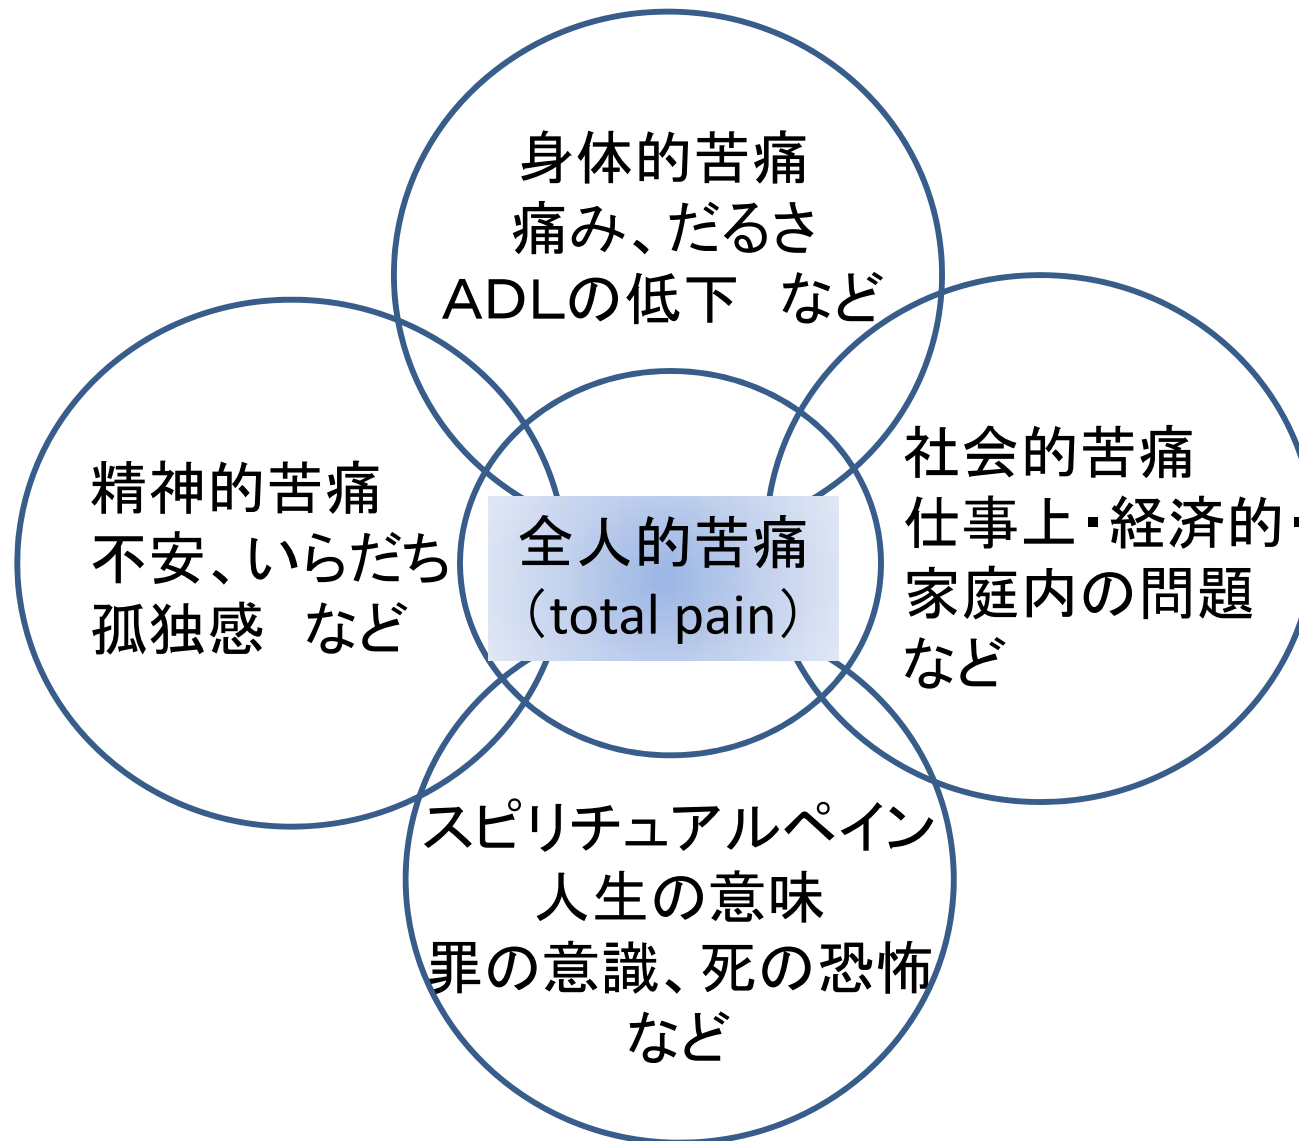 身体的苦痛
痛み、だるさ
ADLの低下　など
精神的苦痛
不安、いらだち
孤独感　など
全人的苦痛
（total pain）
社会的苦痛
仕事上・経済的・
家庭内の問題
など
スピリチュアルペイン
人生の意味
罪の意識、死の恐怖
など